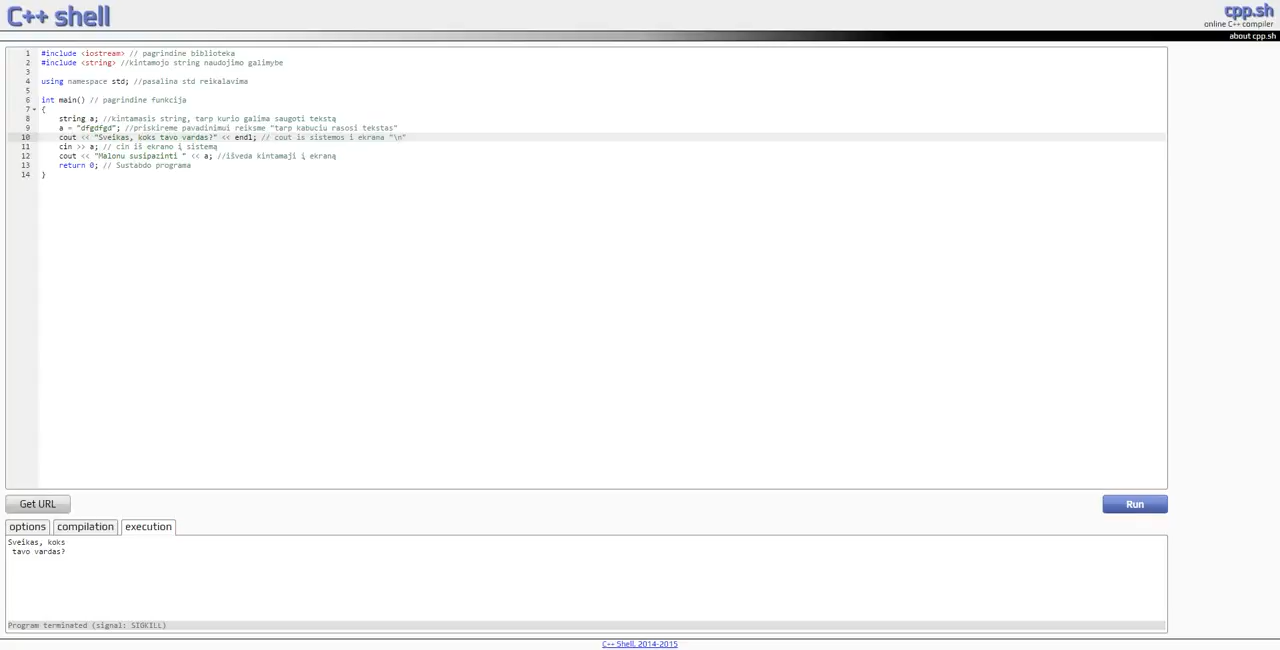 C++ shell
cpp.sh
online C++ compiler
about cpp.sh
1 #include <iostream> // pagrindine biblioteka
2 #include <string> //kintamojo string naudojimo galimybe
3
4 using namespace std; //pasalina std reikalavima
5
6 int main() // pagrindine funkcija
7 {
8 string a; //kintamasis string, tarp kurio galima saugoti tekstą
9 a = "dfgdfgd"; //priskireme pavadinimui reiksme "tarp kabuciu rasosi tekstas"
10 cout << "Sveikas, koks tavo vardas?" << endl; // cout is sistemos i ekrana "\n"
11 cin >> a; // cin iš ekrano į sistemą
12 cout << "Malonu susipazinti " << a; //išveda kintamaji į ekraną
13 return 0; // Sustabdo programa
14 }
Get URL
Run
options compilation execution
Sveikas, koks
tavo vardas?
Program terminated (signal: SIGKILL)
C++ Shell, 2014-2015